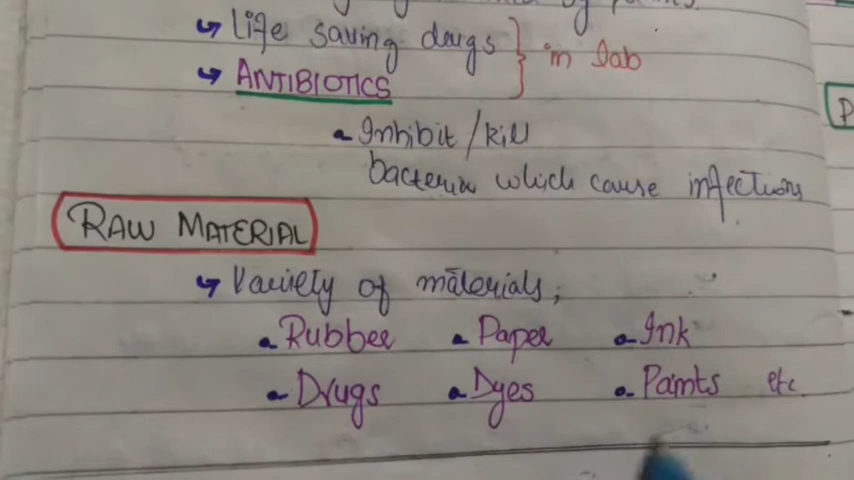 by
↪ life saving drugs } in lab
↪ ANTIBIOTICS
• Inhibit / kill
bacteria which cause infections
RAW MATERIAL
↪ Variety of materials;
• Rubber • Paper • Ink
• Drugs • Dyes • Paints etc
P